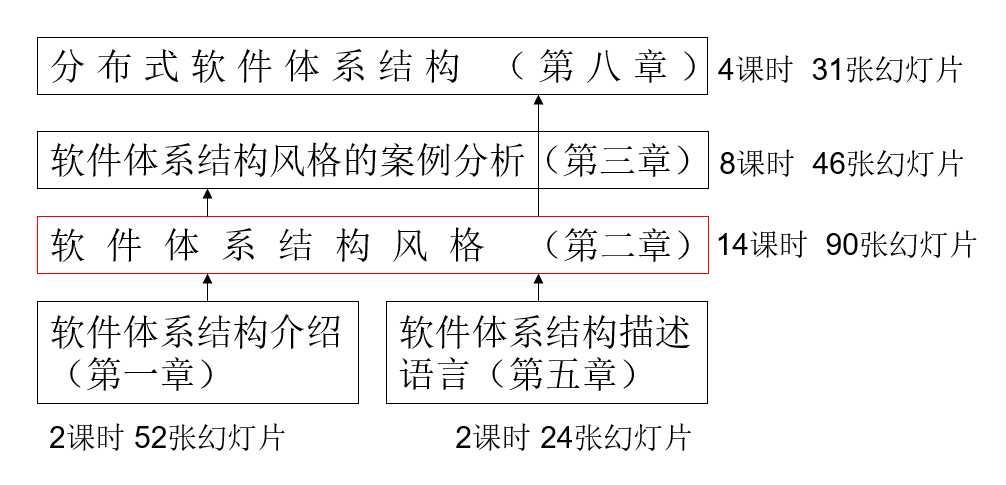 分布式软件体系结构 （第八章）
4课时 31张幻灯片
软件体系结构风格的案例分析（第三章）
8课时 46张幻灯片
软件体系结构风格 （第二章）
14课时 90张幻灯片
软件体系结构介绍
（第一章）
软件体系结构描述
语言（第五章）
2课时 52张幻灯片
2课时 24张幻灯片